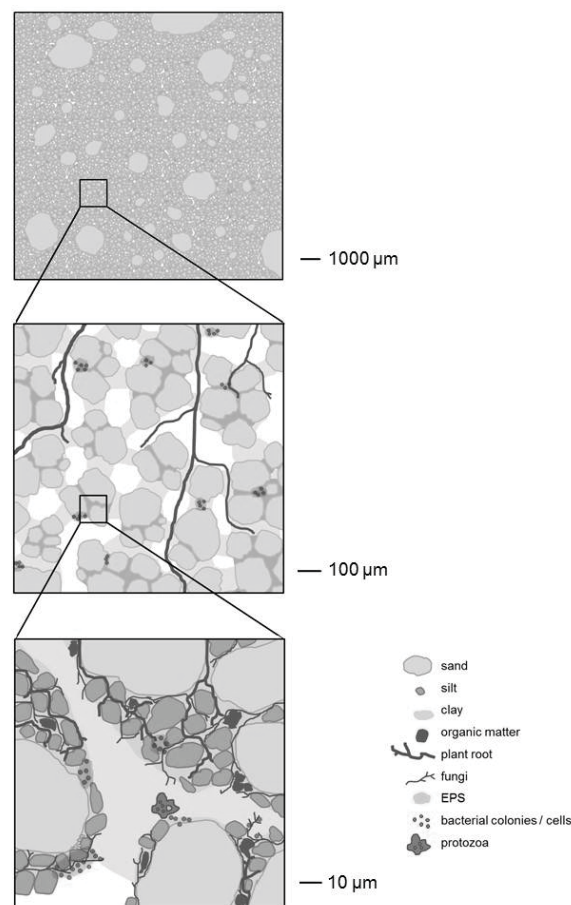 1000 µm
100 µm
sand
silt
clay
organic matter
plant root
fungi
EPS
bacterial colonies / cells
protozoa
10 µm